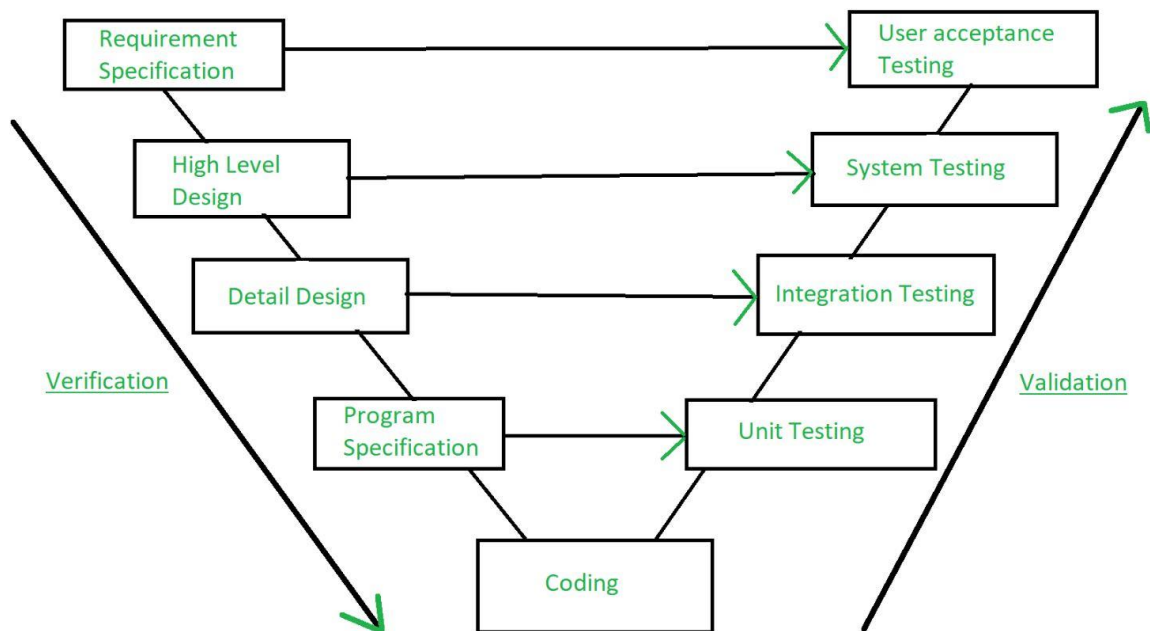 Requirement
Specification
User acceptance
Testing
High Level
Design
System Testing
Detail Design
Integration Testing
Verification
Validation
Program
Specification
Unit Testing
Coding